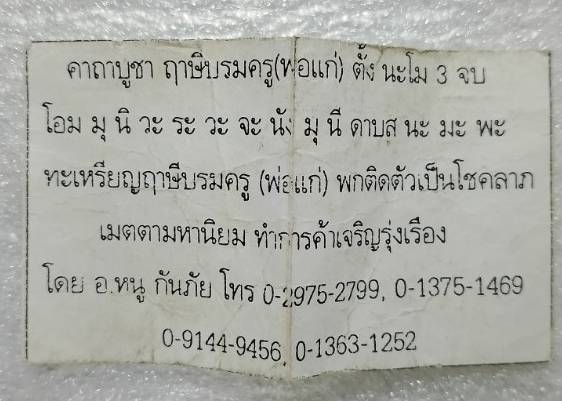 คาถาบูชา ฤาษีบรมครู(พ่อแก่) ตั้ง นะโม 3 จบ
โอม มุ นิ วะ ระ วะ จะ นัง มุ นี ดาบส นะ มะ พะ
ทะเหรียญฤาษีบรมครู (พ่อแก่) พกติดตัวเป็นโชคลาภ
เมตตามหานิยม ทำการค้าเจริญรุ่งเรือง
โดย อ.หนู กันภัย โทร 0-2975-2799, 0-1375-1469
0-9144-9456, 0-1363-1252